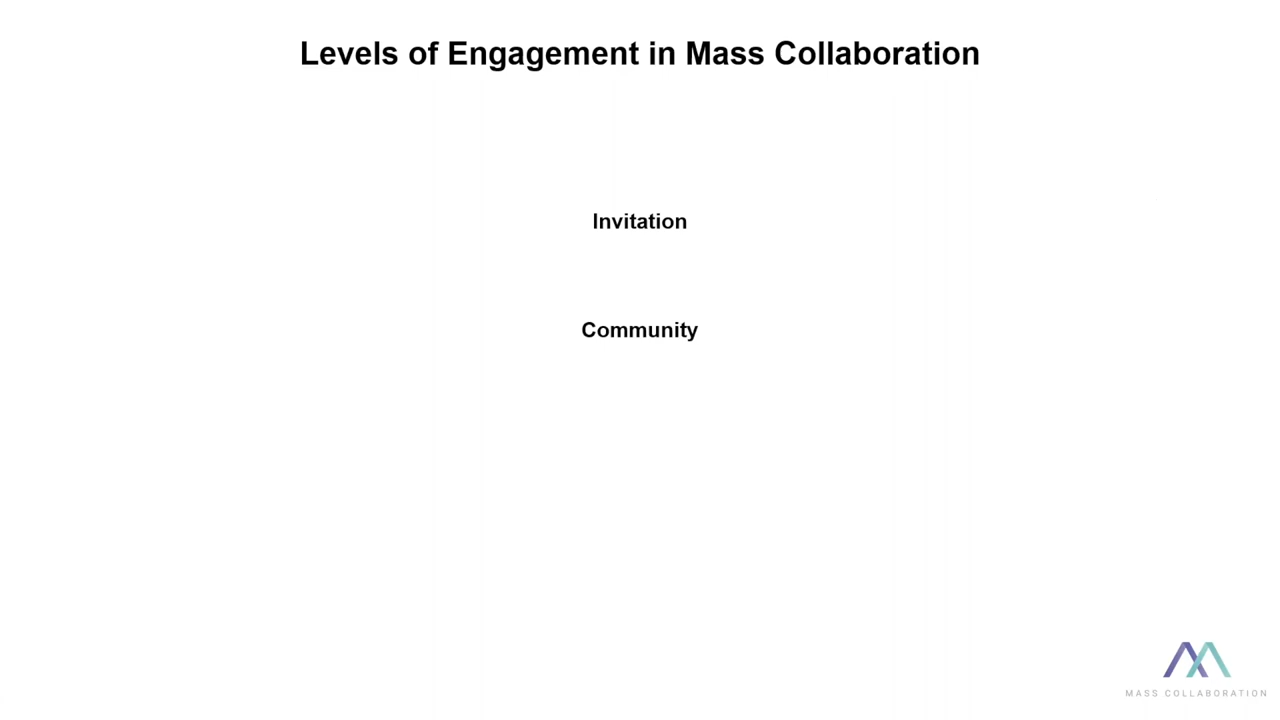 Levels of Engagement in Mass Collaboration
Invitation
Community
MASS COLLABORATION